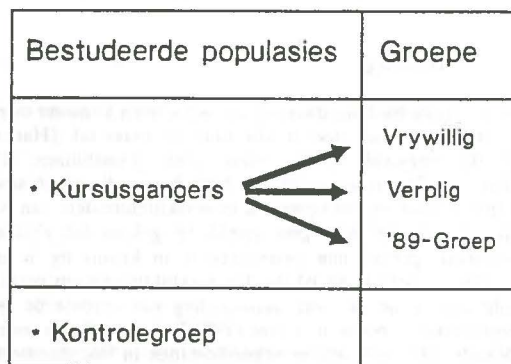 Bestudeerde populasies Groepe
Vrywillig
* Kursusgangers Verplig
'89-Groep
* Kontrolegroep